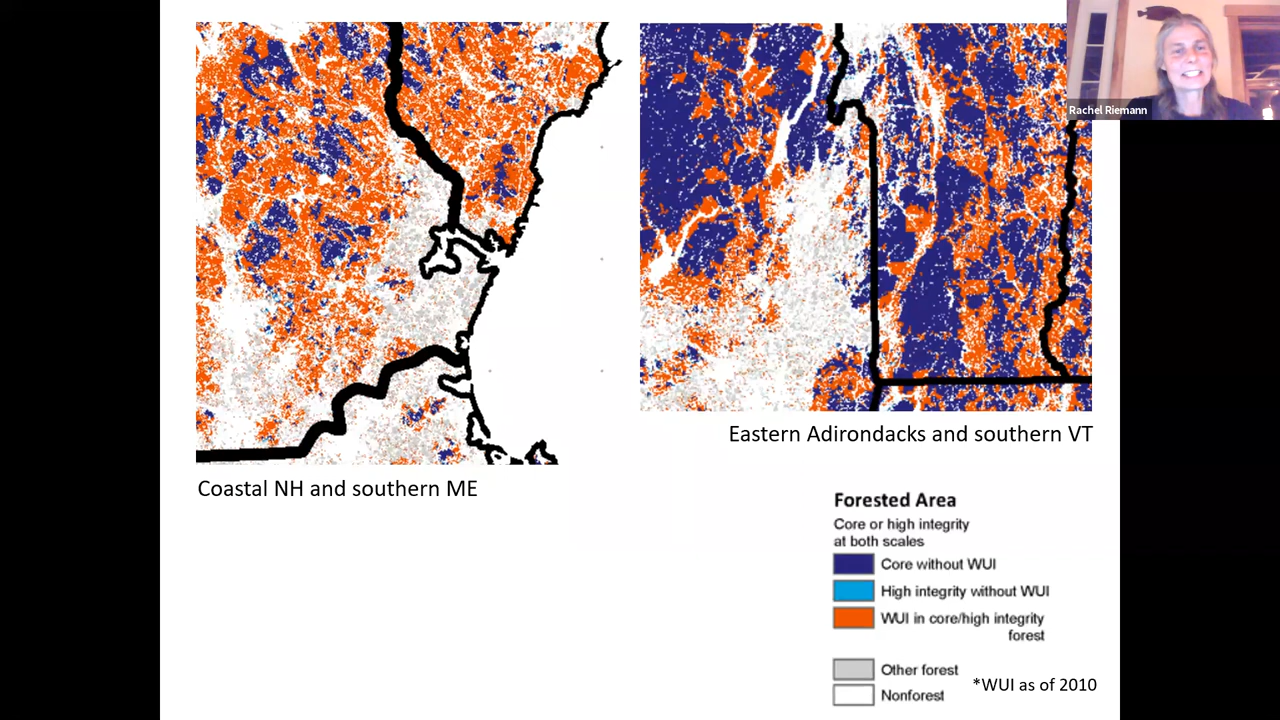 Rachel Riemann
Eastern Adirondacks and southern VT
Coastal NH and southern ME
Forested Area
Core or high integrity
at both scales
Core without WUI
High integrity without WUI
WUI in core/high integrity
forest
Other forest
*WUI as of 2010
Nonforest